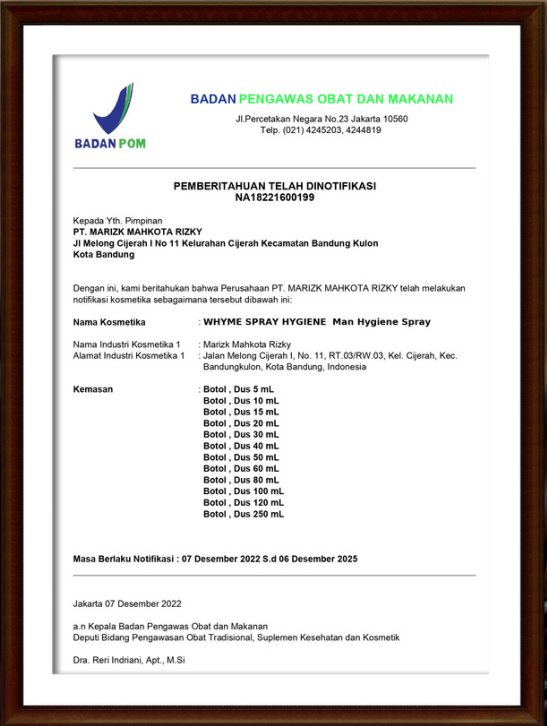 BADAN POM
BADAN PENGAWAS OBAT DAN MAKANAN
Jl.Percetakan Negara No.23 Jakarta 10560
Telp. (021) 4245203, 4244819
PEMBERITAHUAN TELAH DINOTIFIKASI
NA18221600199
Kepada Yth. Pimpinan
PT. MARIZK MAHKOTA RIZKY
Jl Melong Cijerah I No 11 Kelurahan Cijerah Kecamatan Bandung Kulon
Kota Bandung
Dengan ini, kami beritahukan bahwa Perusahaan PT. MARIZK MAHKOTA RIZKY telah melakukan
notifikasi kosmetika sebagaimana tersebut dibawah ini:
Nama Kosmetika : WHYME SPRAY HYGIENE Man Hygiene Spray
Nama Industri Kosmetika 1 : Marizk Mahkota Rizky
Alamat Industri Kosmetika 1 : Jalan Melong Cijerah I, No. 11, RT.03/RW.03, Kel. Cijerah, Kec.
Bandungkulon, Kota Bandung, Indonesia
Kemasan : Botol , Dus 5 mL
Botol , Dus 10 mL
Botol , Dus 15 mL
Botol , Dus 20 mL
Botol , Dus 30 mL
Botol , Dus 40 mL
Botol , Dus 50 mL
Botol , Dus 60 mL
Botol , Dus 80 mL
Botol , Dus 100 mL
Botol , Dus 120 mL
Botol , Dus 250 mL
Masa Berlaku Notifikasi : 07 Desember 2022 S.d 06 Desember 2025
Jakarta 07 Desember 2022
a.n Kepala Badan Pengawas Obat dan Makanan
Deputi Bidang Pengawasan Obat Tradisional, Suplemen Kesehatan dan Kosmetik
Dra. Reri Indriani, Apt., M.Si